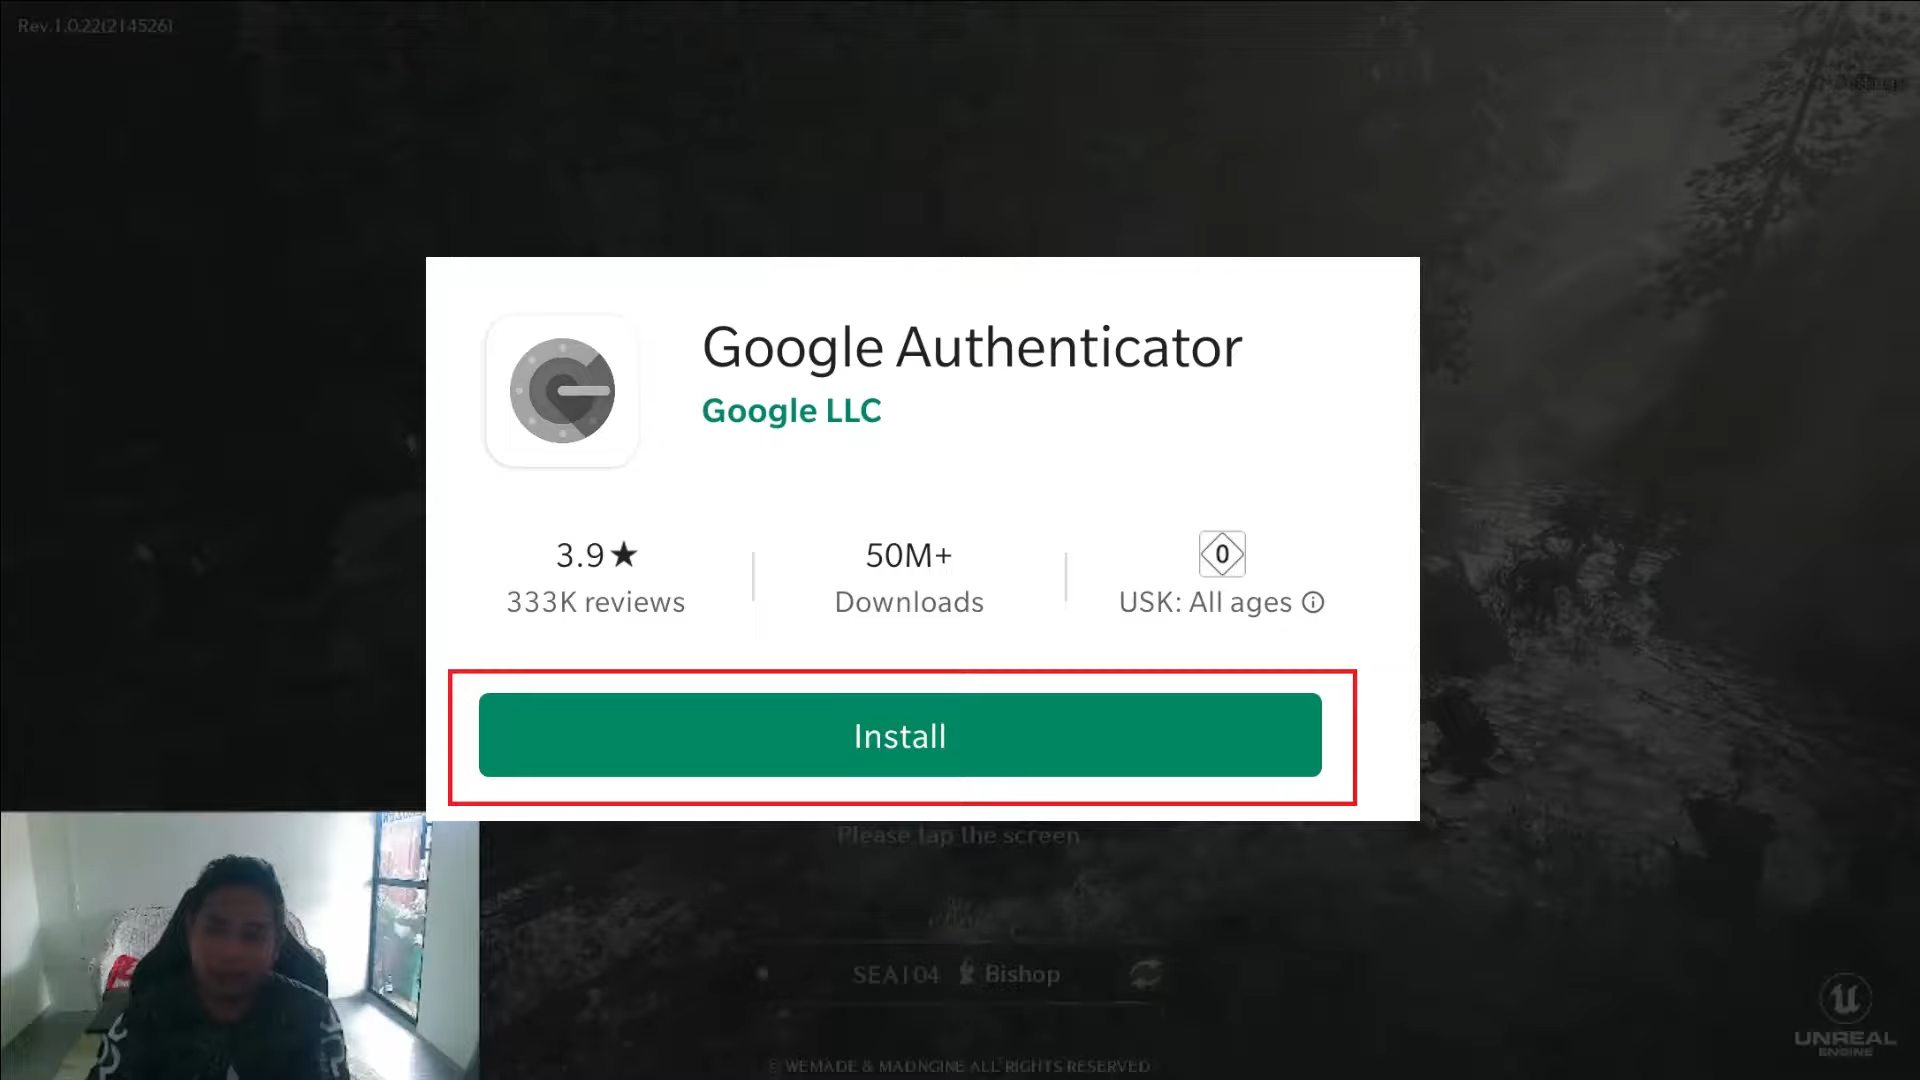 Rev.1.0.22(214526)
Google Authenticator
Google LLC
3.9★
333K reviews
50M+
Downloads
0
USK: All ages
Install
Please tap the screen
SEA104 Bishop
UNREAL
ENGINE
© WEMADE & MADNGINE ALL RIGHTS RESERVED